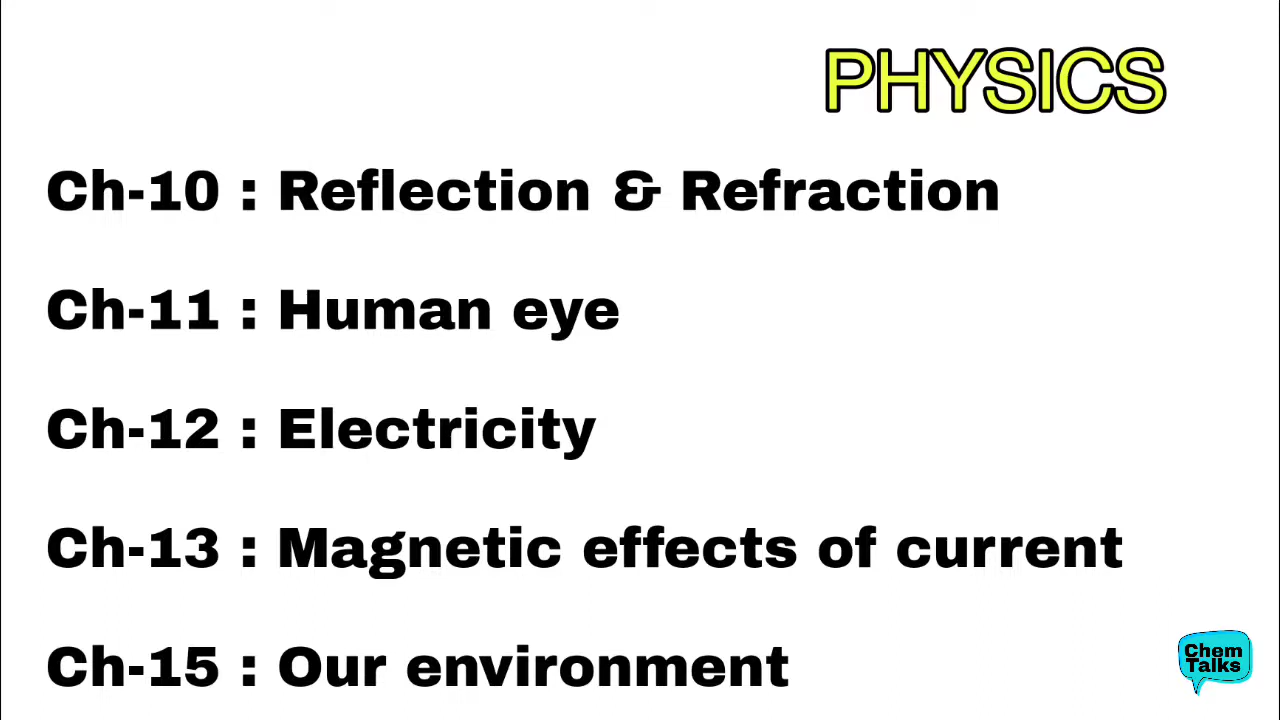 PHYSICS
Ch-10 : Reflection & Refraction
Ch-11 : Human eye
Ch-12 : Electricity
Ch-13 : Magnetic effects of current
Ch-15 : Our environment
Chem
Talks